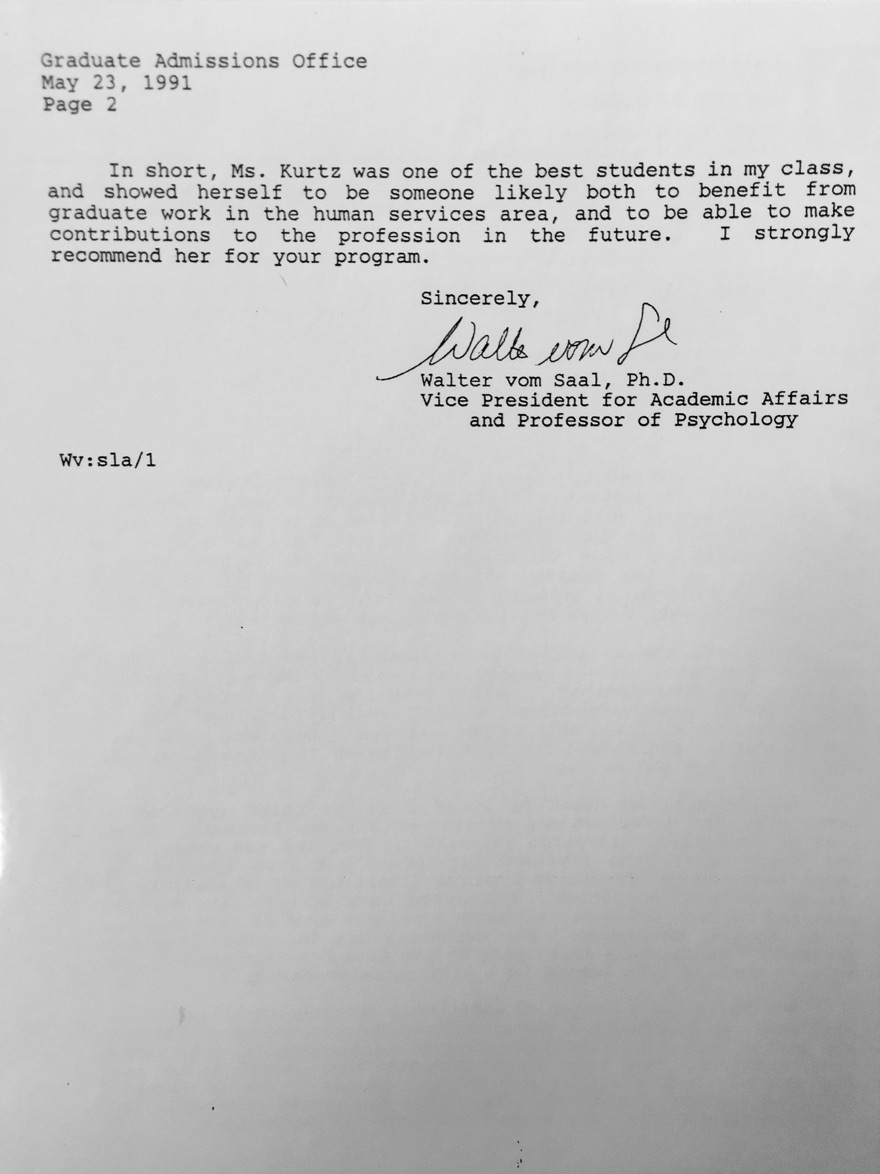 Graduate Admissions Office
May 23, 1991
Page 2
In short, Ms. Kurtz was one of the best students in my class,
and showed herself to be someone likely both to benefit from
graduate work in the human services area, and to be able to make
contributions to the profession in the future. I strongly
recommend her for your program.
Sincerely,
Walter vom Saal
Walter vom Saal, Ph.D.
Vice President for Academic Affairs
and Professor of Psychology
Wv:sla/1